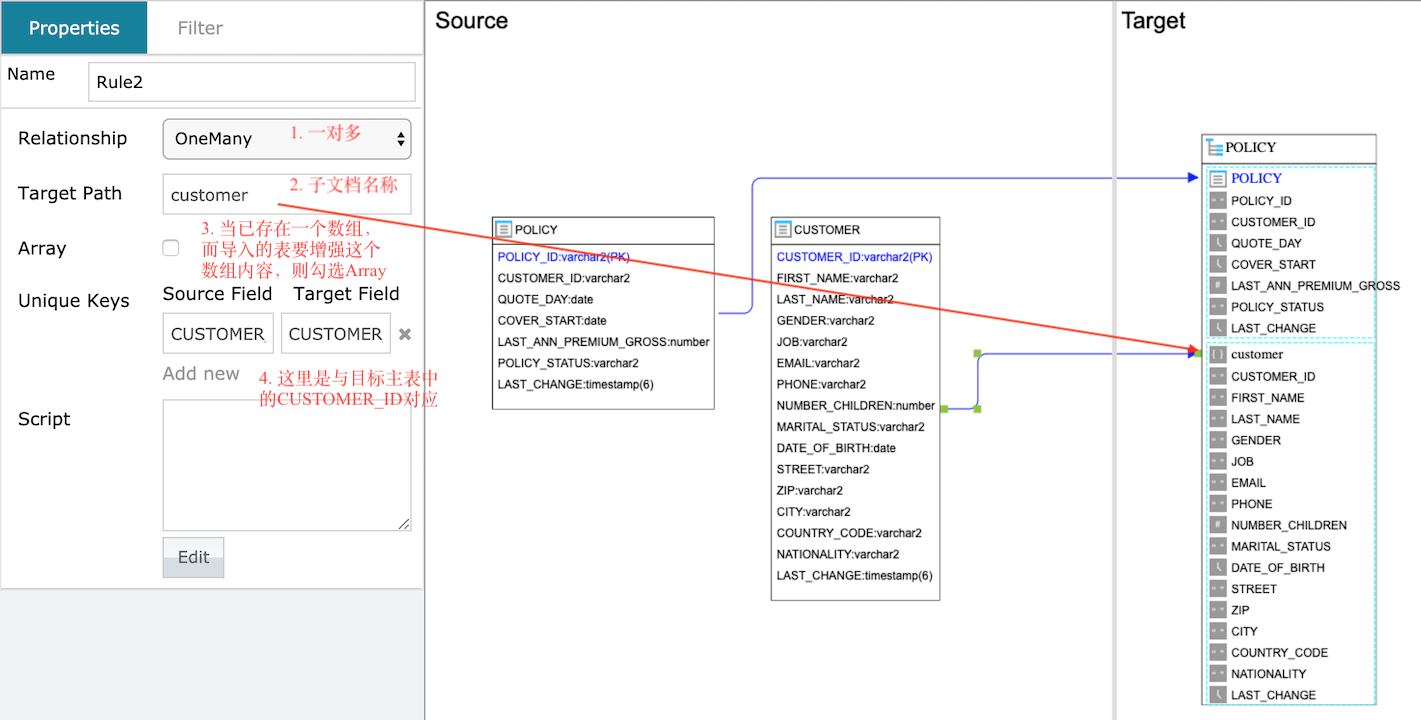 Properties
Filter
Name
Rule2
Relationship
OneMany
1. 一对多
Target Path
customer
2. 子文档名称
Array
3. 当已存在一个数组，
而导入的表要增强这个
数组内容，则勾选Array
Unique Keys
Source Field
Target Field
CUSTOMER_
CUSTOMER
Add new
4. 这里是与目标主表中
的CUSTOMER_ID对应
Script
Edit
Source
POLICY
POLICY_ID:varchar2(PK)
CUSTOMER_ID:varchar2
QUOTE_DAY:date
COVER_START:date
LAST_ANN_PREMIUM_GROSS:number
POLICY_STATUS:varchar2
LAST_CHANGE:timestamp(6)
CUSTOMER
CUSTOMER_ID:varchar2(PK)
FIRST_NAME:varchar2
LAST_NAME:varchar2
GENDER:varchar2
JOB:varchar2
EMAIL:varchar2
PHONE:varchar2
NUMBER_CHILDREN:number
MARITAL_STATUS:varchar2
DATE_OF_BIRTH:date
STREET:varchar2
ZIP:varchar2
CITY:varchar2
COUNTRY_CODE:varchar2
NATIONALITY:varchar2
LAST_CHANGE:timestamp(6)
Target
POLICY
POLICY
POLICY_ID
CUSTOMER_ID
QUOTE_DAY
COVER_START
LAST_ANN_PREMIUM_GROSS
POLICY_STATUS
LAST_CHANGE
customer
CUSTOMER_ID
FIRST_NAME
LAST_NAME
GENDER
JOB
EMAIL
PHONE
NUMBER_CHILDREN
MARITAL_STATUS
DATE_OF_BIRTH
STREET
ZIP
CITY
COUNTRY_CODE
NATIONALITY
LAST_CHANGE